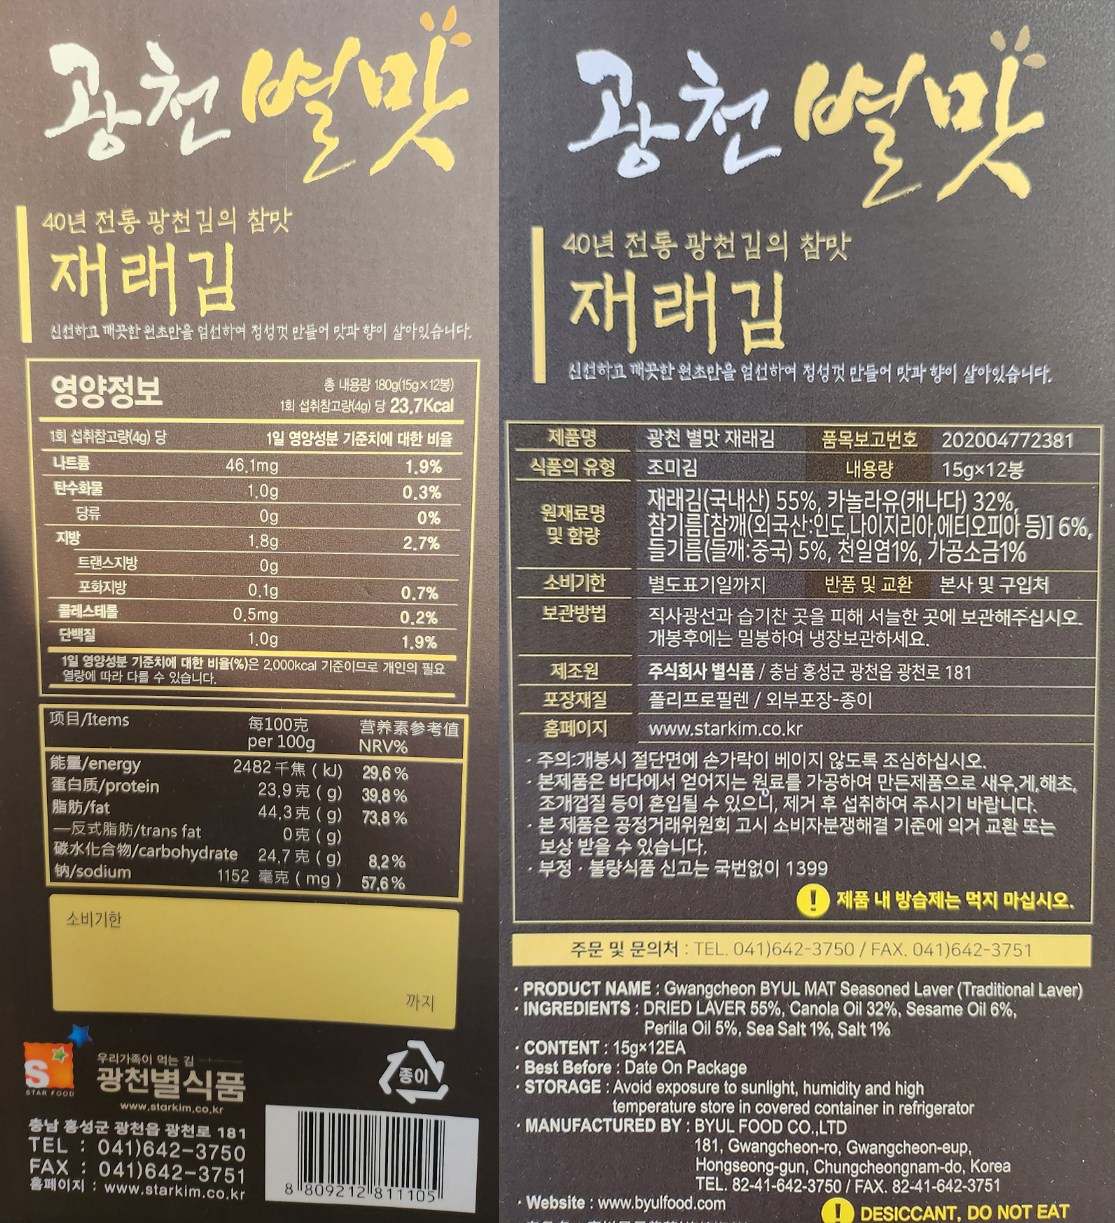 광천 별맛
40년 전통 광천김의 참맛
재래김
신선하고 깨끗한 원초만을 엄선하여 정성껏 만들어 맛과 향이 살아있습니다.
영양정보
총 내용량 180g(15g×12봉)
1회 섭취참고량(4g) 당 23.7Kcal
1회 섭취참고량(4g) 당 1일 영양성분 기준치에 대한 비율
나트륨 46.1mg 1.9%
탄수화물 1.0g 0.3%
당류 0g 0%
지방 1.8g 2.7%
트랜스지방 0g
포화지방 0.1g 0.7%
콜레스테롤 0.5mg 0.2%
단백질 1.0g 1.9%
1일 영양성분 기준치에 대한 비율(%)은 2,000kcal 기준이므로 개인의 필요
열량에 따라 다를 수 있습니다.
项目/Items 每100克 营养素参考值
per 100g NRV%
能量/energy 2482 千焦 ( kJ) 29.6%
蛋白质/protein 23.9 克 ( g) 39.8%
脂肪/fat 44.3 克 ( g) 73.8%
—反式脂肪/trans fat 0 克 ( g)
碳水化合物/carbohydrate 24.7 克 ( g) 8.2%
钠/sodium 1152 毫克 ( mg ) 57.6%
소비기한
까지
S
STAR FOOD
우리가족이 먹는 김
광천별식품
www.starkim.co.kr
종이
충남 홍성군 광천읍 광천로 181
TEL : 041)642-3750
FAX : 041)642-3751
홈페이지 : www.starkim.co.kr
8 809212 811105
광천 별맛
40년 전통 광천김의 참맛
재래김
신선하고 깨끗한 원초만을 엄선하여 정성껏 만들어 맛과 향이 살아있습니다.
제품명 광천 별맛 재래김 품목보고번호 202004772381
식품의 유형 조미김 내용량 15g×12봉
원재료명
및 함량
재래김(국내산) 55%, 카놀라유(캐나다) 32%,
참기름[참깨(외국산:인도,나이지리아,에티오피아 등)] 6%,
들기름(들깨:중국) 5%, 천일염1%, 가공소금1%
소비기한 별도표기일까지 반품 및 교환 본사 및 구입처
보관방법 직사광선과 습기찬 곳을 피해 서늘한 곳에 보관해주십시오.
개봉후에는 밀봉하여 냉장보관하세요.
제조원 주식회사 별식품 / 충남 홍성군 광천읍 광천로 181
포장재질 폴리프로필렌 / 외부포장-종이
홈페이지 www.starkim.co.kr
· 주의:개봉시 절단면에 손가락이 베이지 않도록 조심하십시오.
· 본제품은 바다에서 얻어지는 원료를 가공하여 만든제품으로 새우,게,해초,
조개껍질 등이 혼입될 수 있으니, 제거 후 섭취하여 주시기 바랍니다.
· 본 제품은 공정거래위원회 고시 소비자분쟁해결 기준에 의거 교환 또는
보상 받을 수 있습니다.
· 부정 · 불량식품 신고는 국번없이 1399
! 제품 내 방습제는 먹지 마십시오.
주문 및 문의처 : TEL. 041)642-3750 / FAX. 041)642-3751
· PRODUCT NAME : Gwangcheon BYUL MAT Seasoned Laver (Traditional Laver)
· INGREDIENTS : DRIED LAVER 55%, Canola Oil 32%, Sesame Oil 6%,
Perilla Oil 5%, Sea Salt 1%, Salt 1%
· CONTENT : 15g×12EA
· Best Before : Date On Package
· STORAGE : Avoid exposure to sunlight, humidity and high
temperature store in covered container in refrigerator
· MANUFACTURED BY : BYUL FOOD CO.,LTD
181, Gwangcheon-ro, Gwangcheon-eup,
Hongseong-gun, Chungcheongnam-do, Korea
TEL. 82-41-642-3750 / FAX. 82-41-642-3751
· Website : www.byulfood.com
! DESICCANT, DO NOT EAT